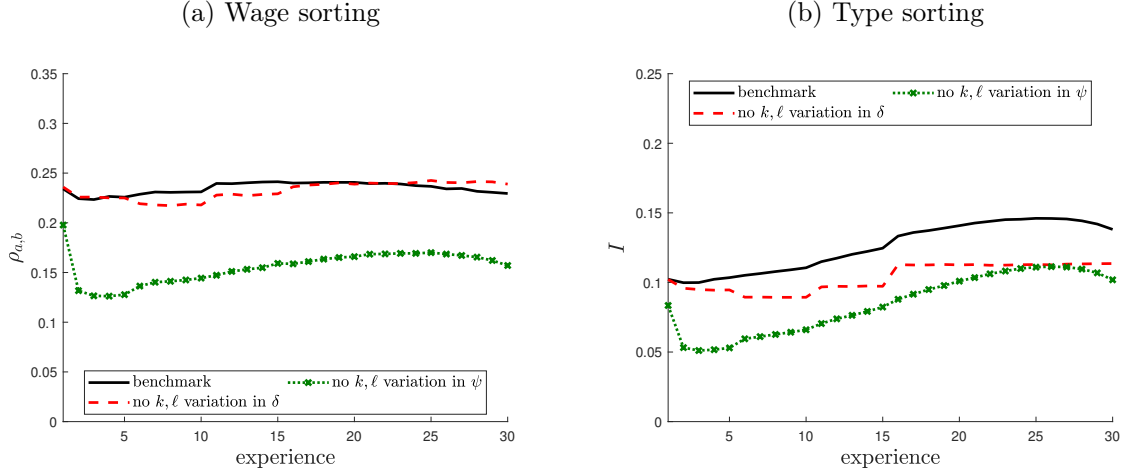 (a) Wage sorting
0.35
0.3
0.25
0.2
0.15
0.1
0.05
0
ρa,b
benchmark
no k, ℓ variation in ψ
no k, ℓ variation in δ
5 10 15 20 25 30
experience
(b) Type sorting
0.25
0.2
0.15
0.1
0.05
0
I
benchmark
no k, ℓ variation in ψ
no k, ℓ variation in δ
5 10 15 20 25 30
experience